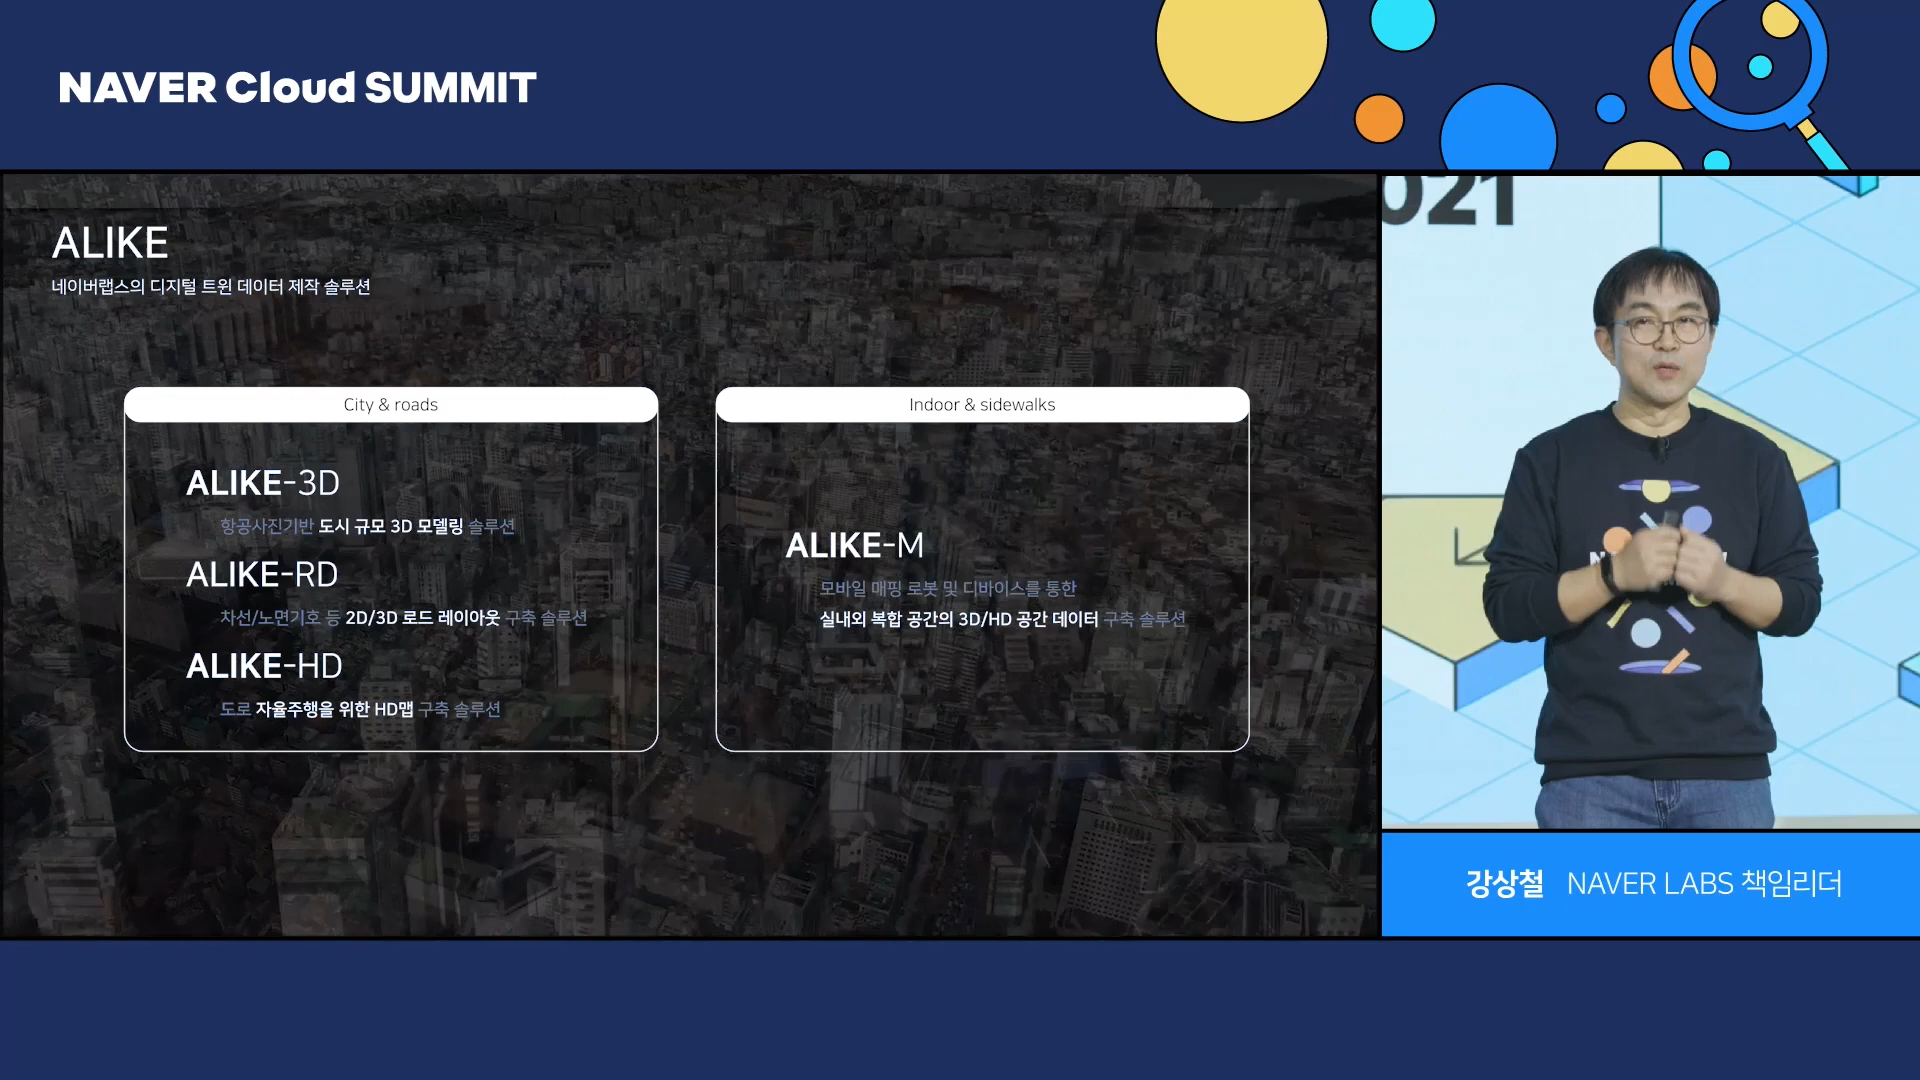 NAVER Cloud SUMMIT
ALIKE
네이버랩스의 디지털 트윈 데이터 제작 솔루션
City & roads
ALIKE-3D
항공사진기반 도시 규모 3D 모델링 솔루션
ALIKE-RD
차선/노면기호 등 2D/3D 로드 레이아웃 구축 솔루션
ALIKE-HD
도로 자율주행을 위한 HD맵 구축 솔루션
Indoor & sidewalks
ALIKE-M
모바일 매핑 로봇 및 디바이스를 통한
실내외 복합 공간의 3D/HD 공간 데이터 구축 솔루션
021
강상철 NAVER LABS 책임리더